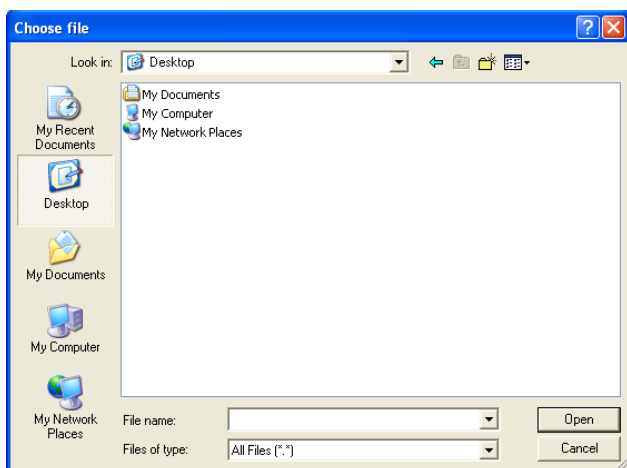 Choose file
Look in: Desktop
My Documents
My Computer
My Network Places
My Recent
Documents
Desktop
My Documents
My Computer
My Network
Places
File name:
Open
Files of type: All Files (*.*)
Cancel